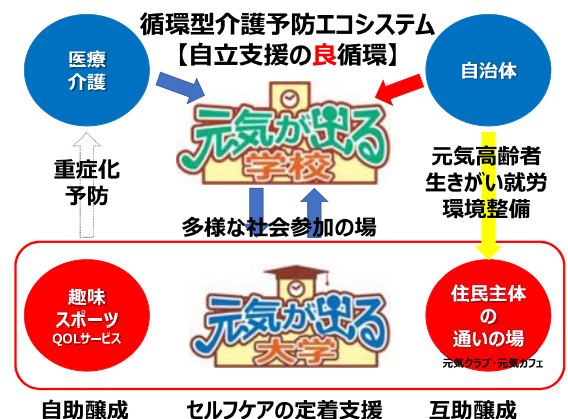 循環型介護予防エコシステム
【自立支援の良循環】
医療
介護
自治体
元気が出る
学校
重症化
予防
元気高齢者
生きがい就労
環境整備
多様な社会参加の場
趣味
スポーツ
QOLサービス
元気が出る
大学
住民主体
の
通いの場
元気クラブ・元気カフェ
自助醸成
セルフケアの定着支援
互助醸成